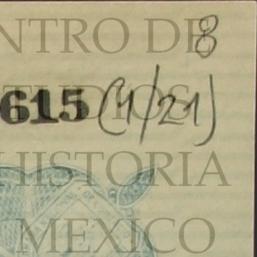 8
NTRO DE
615 (1/21)
HISTORIA
MEXICO